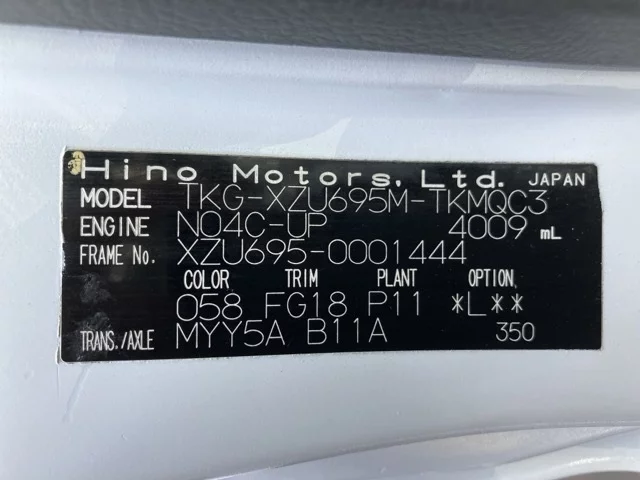 Hino Motors, Ltd. JAPAN
MODEL TKG-XZU695M-TKMQC3
ENGINE N04C-UP 4009 mL
FRAME No. XZU695-0001444
COLOR TRIM PLANT OPTION
058 FG18 P11 *L**
TRANS./AXLE MYY5A B11A 350